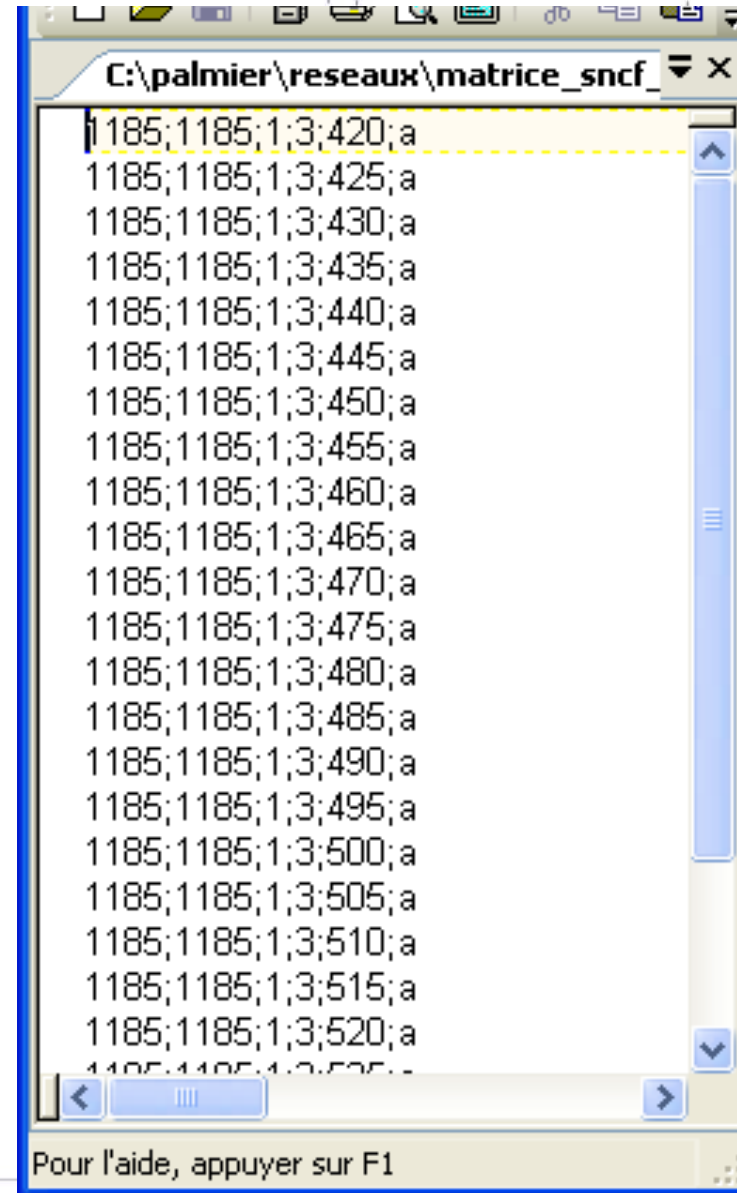 C:\palmier\reseaux\matrice_sncf_
1185;1185;1;3;420;a
1185;1185;1;3;425;a
1185;1185;1;3;430;a
1185;1185;1;3;435;a
1185;1185;1;3;440;a
1185;1185;1;3;445;a
1185;1185;1;3;450;a
1185;1185;1;3;455;a
1185;1185;1;3;460;a
1185;1185;1;3;465;a
1185;1185;1;3;470;a
1185;1185;1;3;475;a
1185;1185;1;3;480;a
1185;1185;1;3;485;a
1185;1185;1;3;490;a
1185;1185;1;3;495;a
1185;1185;1;3;500;a
1185;1185;1;3;505;a
1185;1185;1;3;510;a
1185;1185;1;3;515;a
1185;1185;1;3;520;a
Pour l'aide, appuyer sur F1